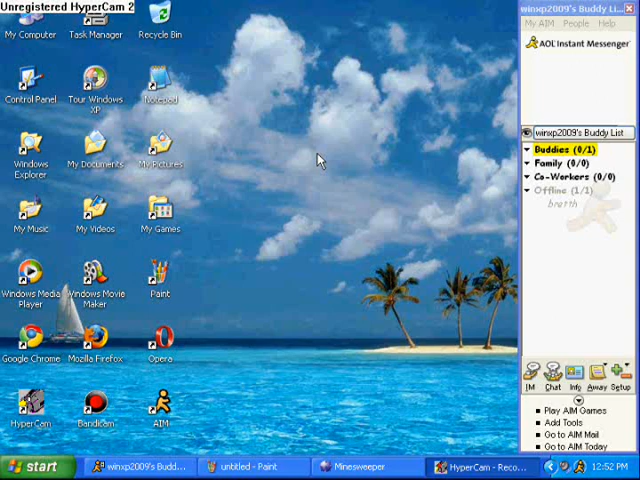 Unregistered HyperCam 2
My Computer
Task Manager
Recycle Bin
Control Panel
Tour Windows
XP
Notepad
Windows
Explorer
My Documents
My Pictures
My Music
My Videos
My Games
Windows Media
Player
Windows Movie
Maker
Paint
Google Chrome
Mozilla Firefox
Opera
HyperCam
Bandicam
AIM
winxp2009's Buddy Li...
My AIM People Help
AOL Instant Messenger
winxp2009's Buddy List
Buddies (0/1)
Family (0/0)
Co-Workers (0/0)
Offline (1/1)
IM Chat Info Away Setup
Play AIM Games
Add Tools
Go to AIM Mail
Go to AIM Today
start
winxp2009's Budd...
untitled - Paint
Minesweeper
HyperCam - Reco...
12:52 PM